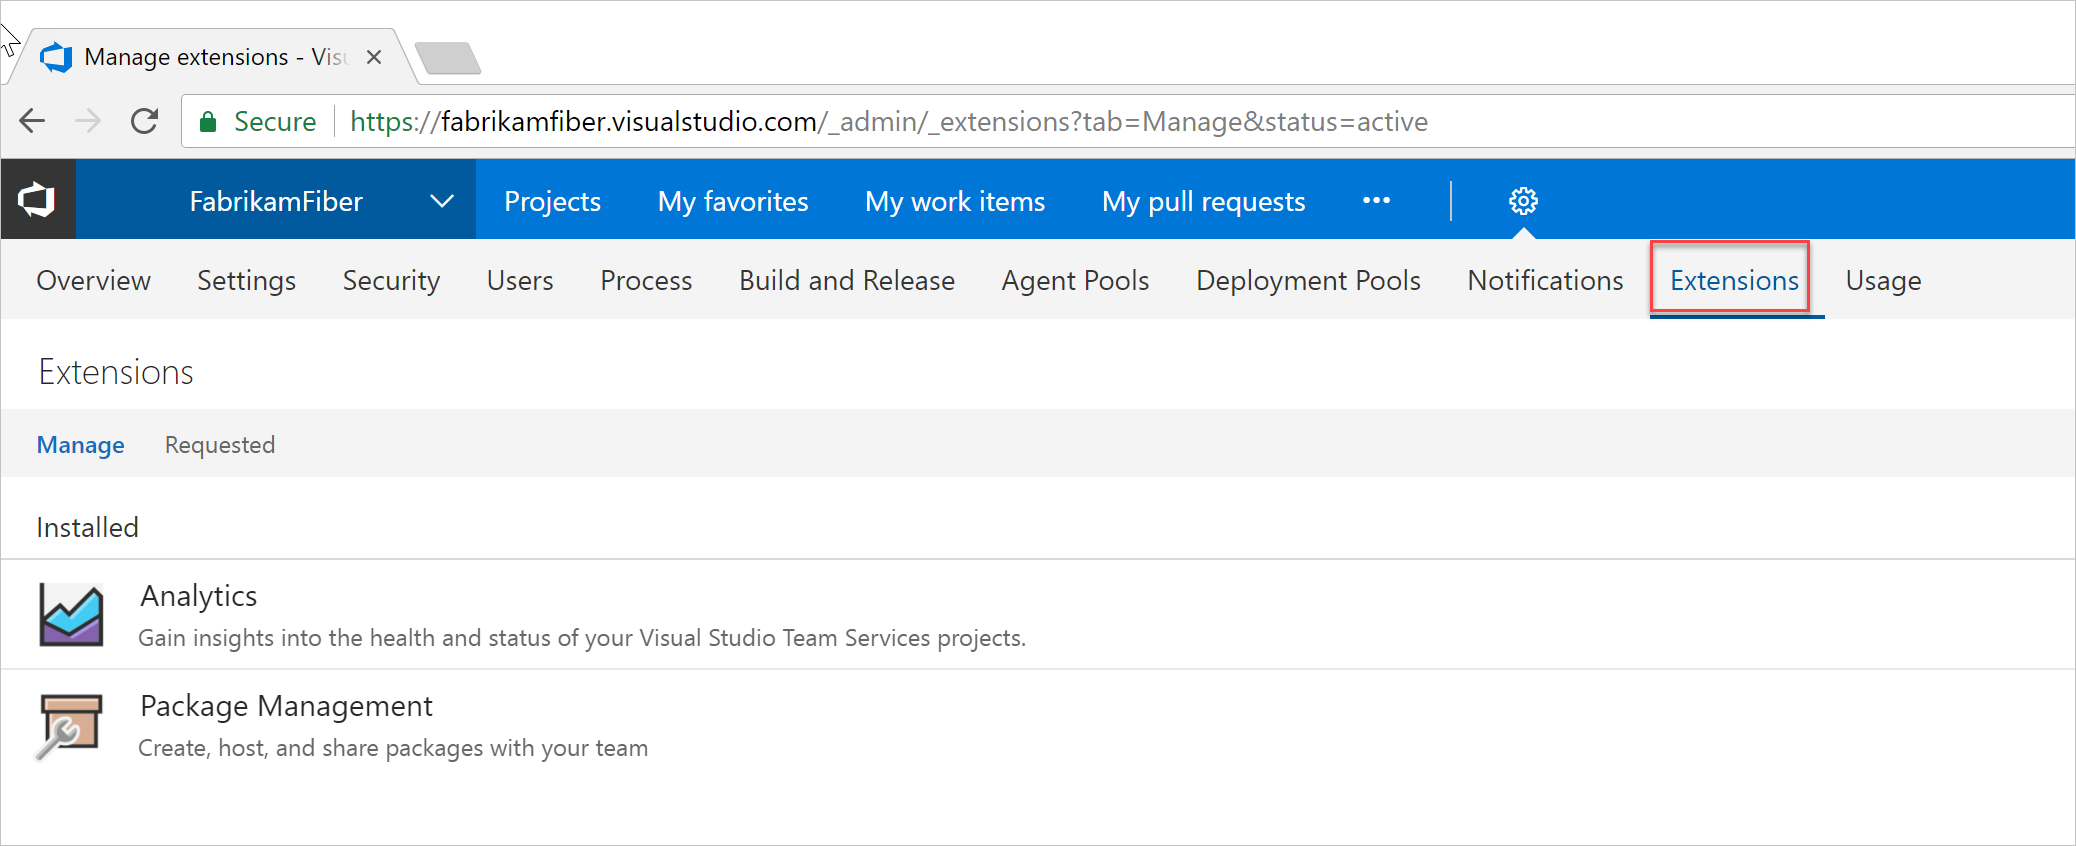 Manage extensions - Visu
Secure https://fabrikamfiber.visualstudio.com/_admin/_extensions?tab=Manage&status=active
FabrikamFiber Projects My favorites My work items My pull requests ···
Overview Settings Security Users Process Build and Release Agent Pools Deployment Pools Notifications Extensions Usage
Extensions
Manage Requested
Installed
Analytics
Gain insights into the health and status of your Visual Studio Team Services projects.
Package Management
Create, host, and share packages with your team